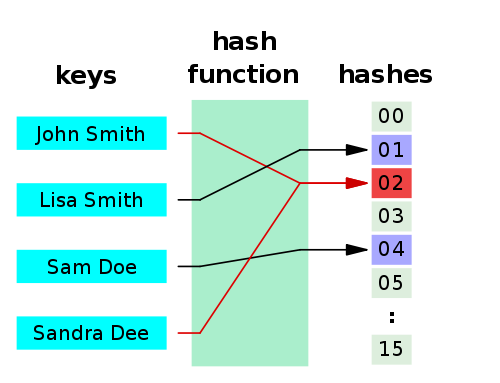 keys
hash
function
hashes
John Smith
Lisa Smith
Sam Doe
Sandra Dee
00
01
02
03
04
05
:
15